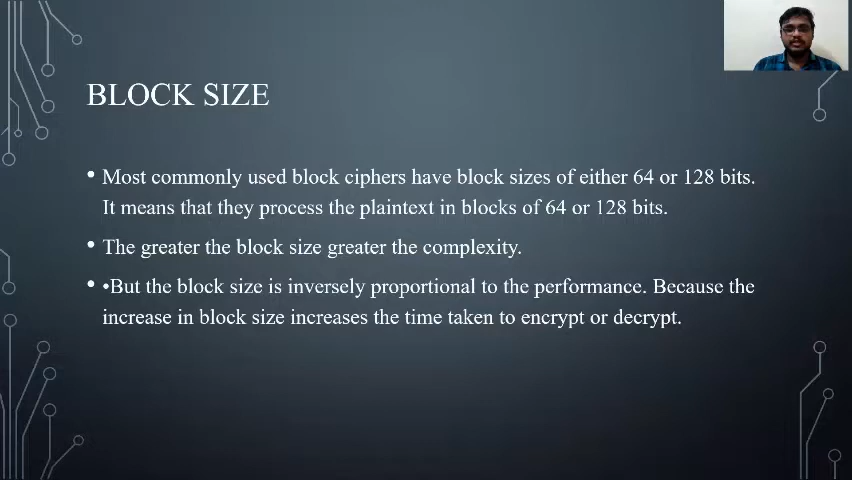 BLOCK SIZE
• Most commonly used block ciphers have block sizes of either 64 or 128 bits.
It means that they process the plaintext in blocks of 64 or 128 bits.
• The greater the block size greater the complexity.
• •But the block size is inversely proportional to the performance. Because the
increase in block size increases the time taken to encrypt or decrypt.